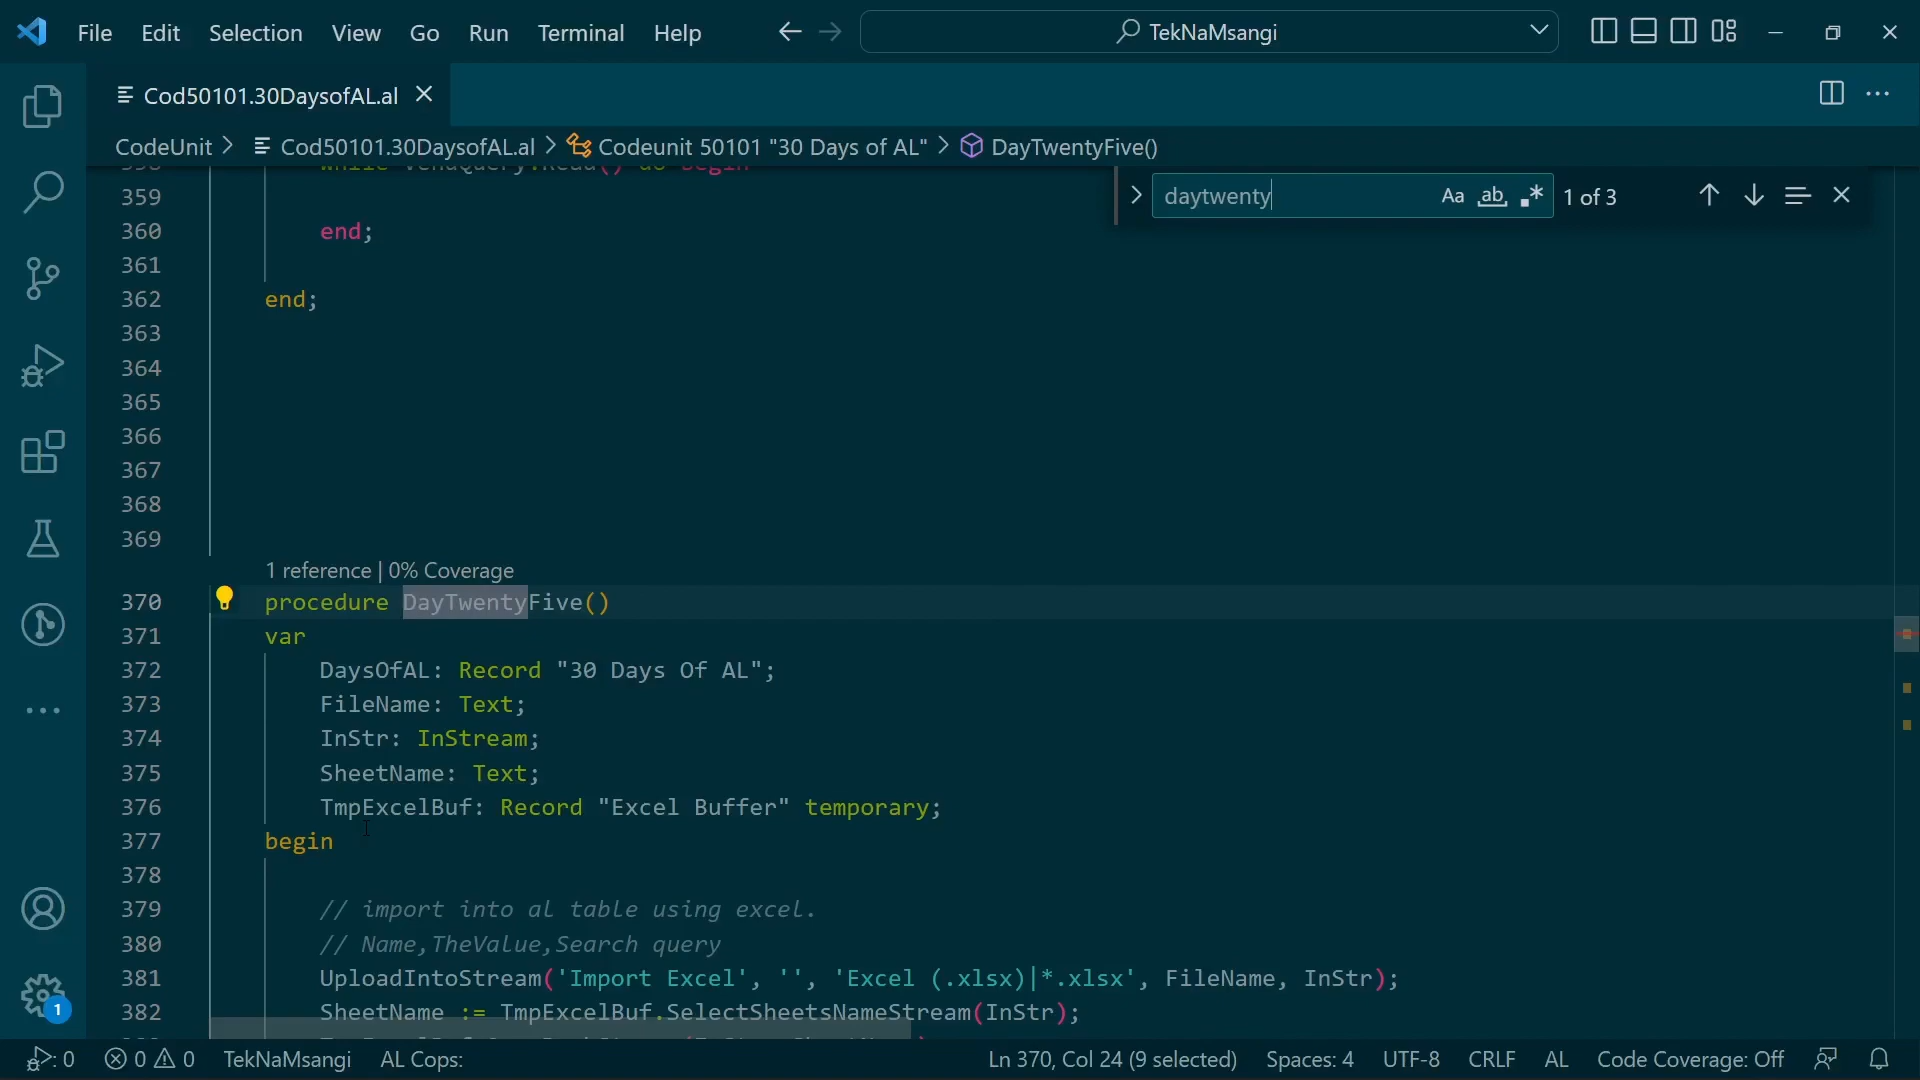 File Edit Selection View Go Run Terminal Help
TekNaMsangi
Cod50101.30DaysofAL.al
CodeUnit > Cod50101.30DaysofAL.al > Codeunit 50101 "30 Days of AL" > DayTwentyFive()
daytwenty Aa ab .* 1 of 3
359
360 end;
361
362 end;
363
364
365
366
367
368
369
1 reference | 0% Coverage
370 procedure DayTwentyFive()
371 var
372 DaysOfAL: Record "30 Days Of AL";
373 FileName: Text;
374 InStr: InStream;
375 SheetName: Text;
376 TmpExcelBuf: Record "Excel Buffer" temporary;
377 begin
378
379 // import into al table using excel.
380 // Name,TheValue,Search query
381 UploadIntoStream('Import Excel', '', 'Excel (.xlsx)|*.xlsx', FileName, InStr);
382 SheetName := TmpExcelBuf.SelectSheetsNameStream(InStr);
1
: 0 0 0 TekNaMsangi AL Cops: Ln 370, Col 24 (9 selected) Spaces: 4 UTF-8 CRLF AL Code Coverage: Off